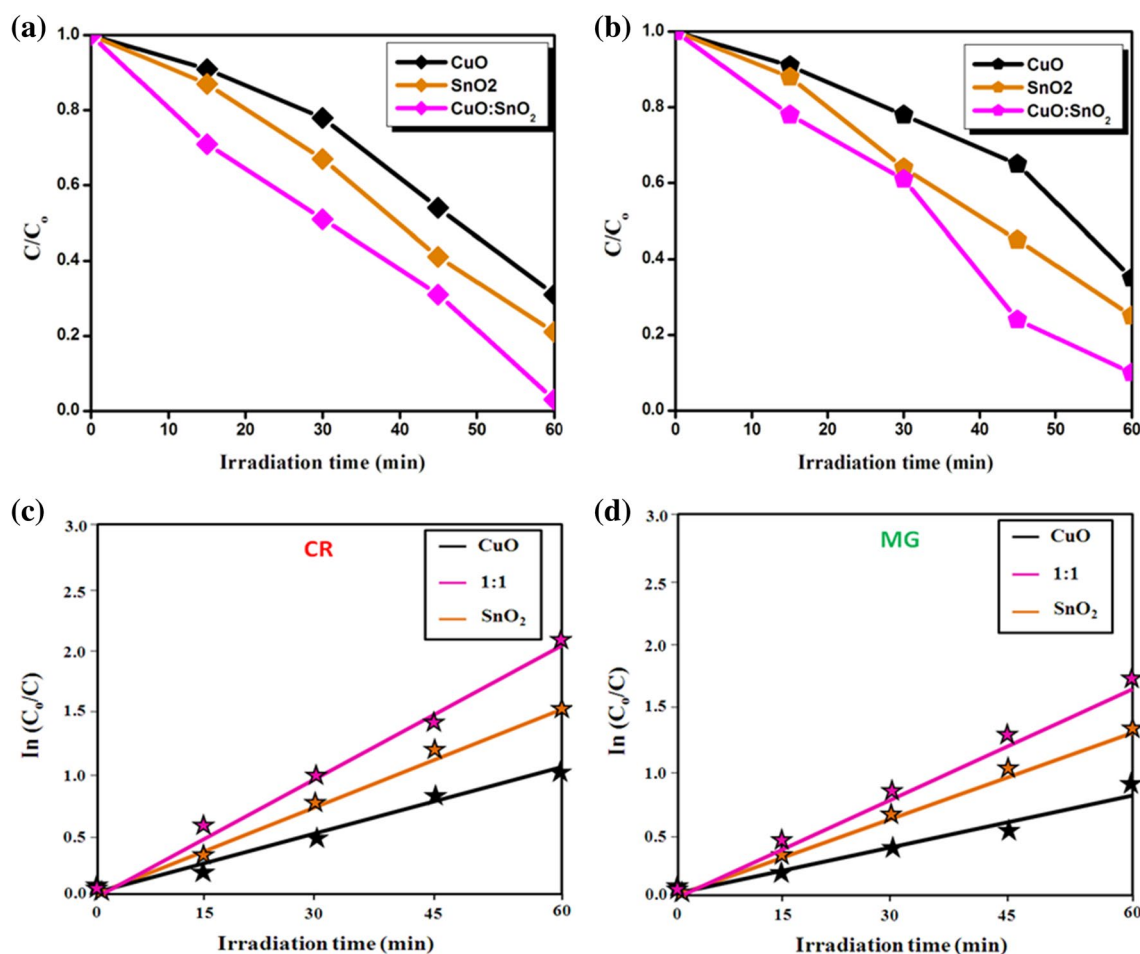 (a)
CuO
SnO2
CuO:SnO₂
C/Cₒ
1.0
0.8
0.6
0.4
0.2
0.0
0 10 20 30 40 50 60
Irradiation time (min)
(b)
CuO
SnO2
CuO:SnO₂
C/Cₒ
1.0
0.8
0.6
0.4
0.2
0.0
0 10 20 30 40 50 60
Irradiation time (min)
(c)
CR
CuO
1:1
SnO₂
In (Cₒ/C)
3.0
2.5
2.0
1.5
1.0
0.5
0.0
0 15 30 45 60
Irradiation time (min)
(d)
MG
CuO
1:1
SnO₂
In (Cₒ/C)
3.0
2.5
2.0
1.5
1.0
0.5
0.0
0 15 30 45 60
Irradiation time (min)